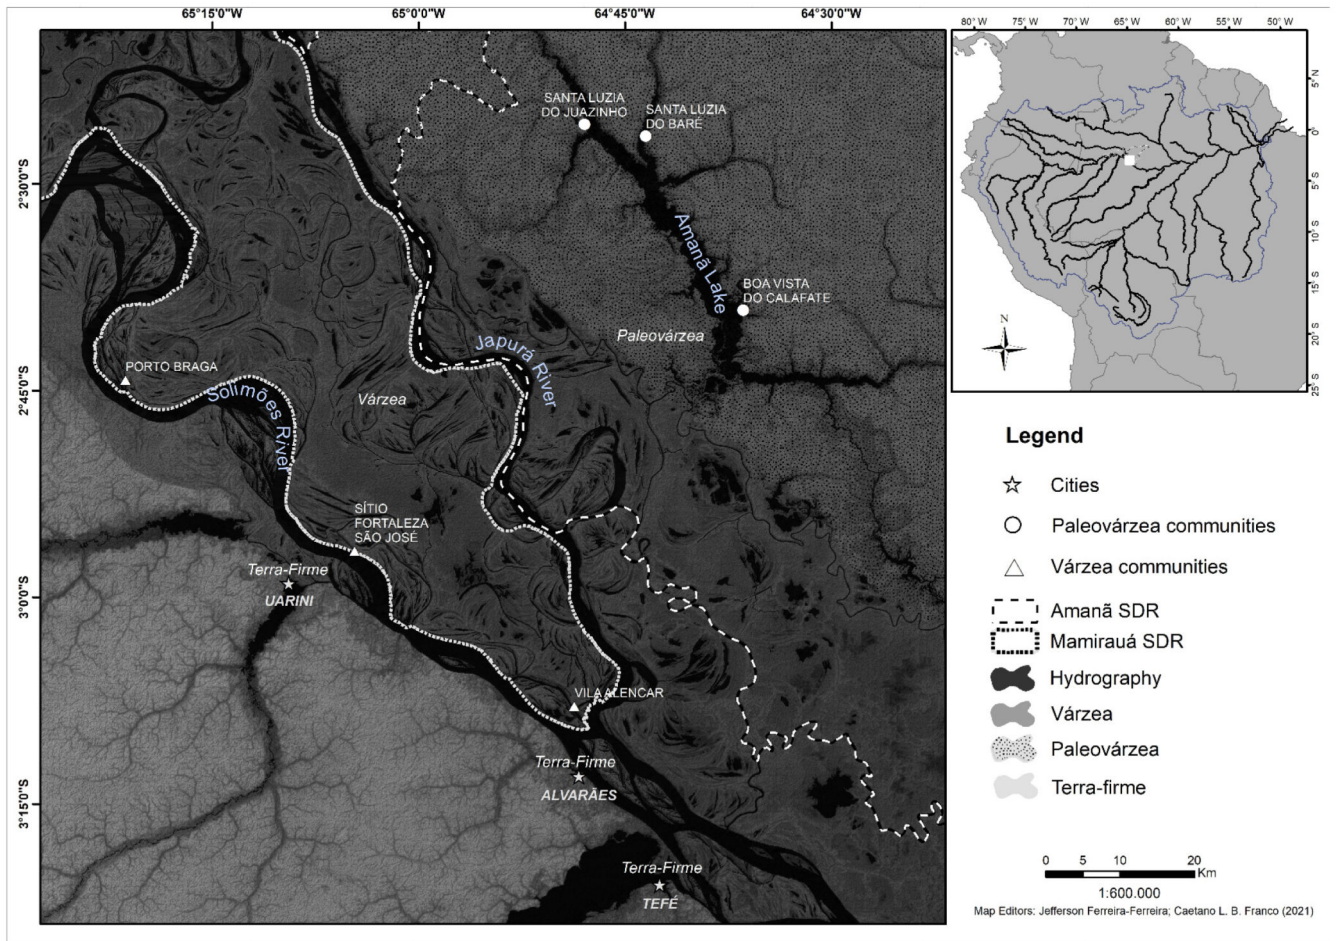 65°15'0"W
65°0'0"W
64°45'0"W
64°30'0"W
2°30'0"S
2°45'0"S
3°0'0"S
3°15'0"S
SANTA LUZIA
DO JUAZINHO
SANTA LUZIA
DO BARÉ
Amanã Lake
BOA VISTA
DO CALAFATE
Paleovárzea
Japurá River
PORTO BRAGA
Solimões River
Várzea
SÍTIO
FORTALEZA
SÃO JOSÉ
Terra-Firme
UARINI
VILA ALENCAR
Terra-Firme
ALVARÃES
Terra-Firme
TEFÉ
80°W
75°W
70°W
65°W
60°W
55°W
50°W
5°N
0°
5°S
10°S
15°S
20°S
25°S
N
Legend
Cities
Paleovárzea communities
Várzea communities
Amanã SDR
Mamirauá SDR
Hydrography
Várzea
Paleovárzea
Terra-firme
0 5 10 20
Km
1:600.000
Map Editors: Jefferson Ferreira-Ferreira; Caetano L. B. Franco (2021)